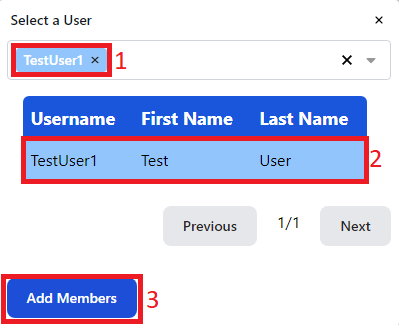 Select a User ×
TestUser1 × 1
×
Username First Name Last Name
TestUser1 Test User 2
Previous 1/1 Next
Add Members 3